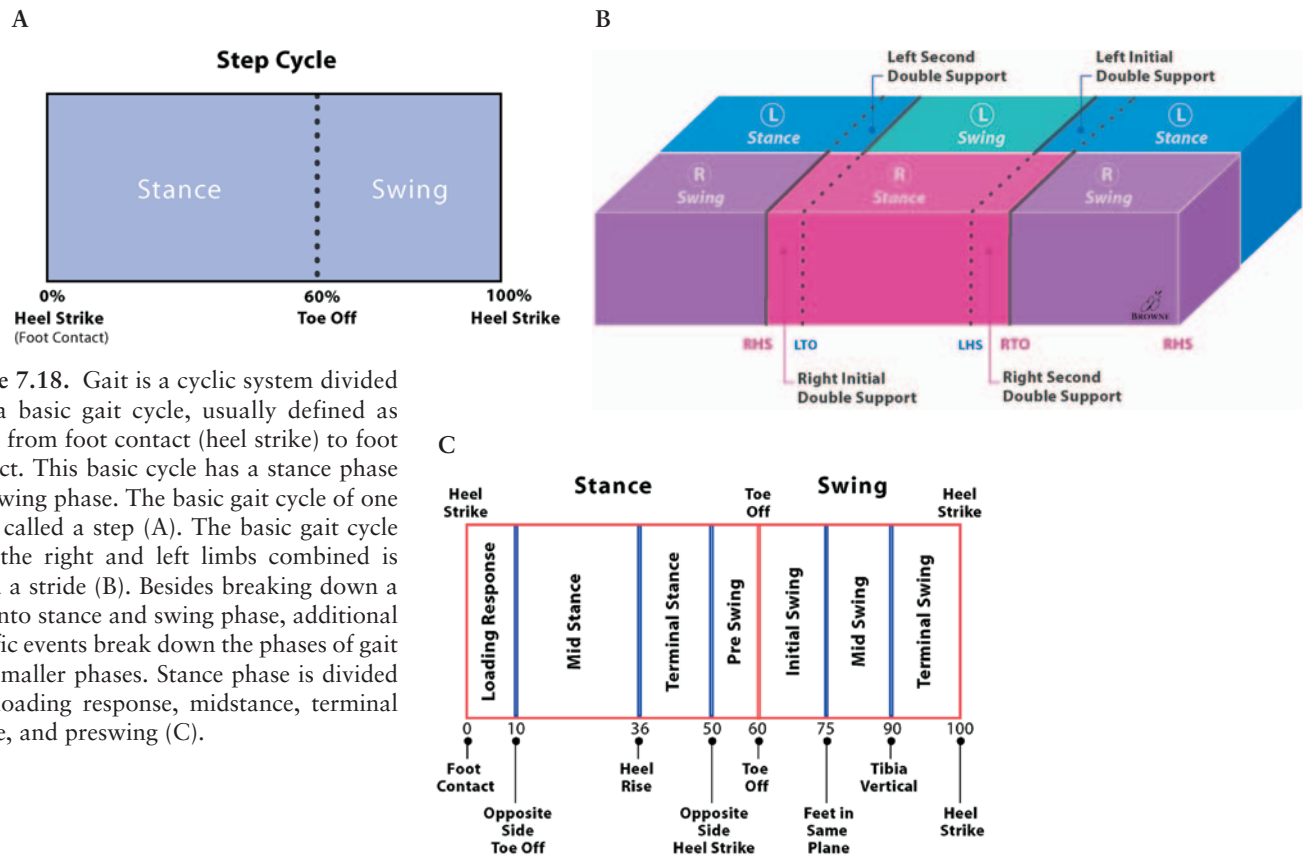 A
Step Cycle
Stance
Swing
0%
Heel Strike
(Foot Contact)
60%
Toe Off
100%
Heel Strike
B
Left Second
Double Support
Left Initial
Double Support
L
Stance
L
Swing
L
Stance
R
Swing
R
Stance
R
Swing
BROWNE
RHS
LTO
LHS
RTO
RHS
Right Initial
Double Support
Right Second
Double Support
7.18. Gait is a cyclic system divided
a basic gait cycle, usually defined as
from foot contact (heel strike) to foot
This basic cycle has a stance phase
swing phase. The basic gait cycle of one
called a step (A). The basic gait cycle
the right and left limbs combined is
a stride (B). Besides breaking down a
into stance and swing phase, additional
events break down the phases of gait
smaller phases. Stance phase is divided
loading response, midstance, terminal
and preswing (C).
C
Stance
Swing
Heel
Strike
Toe
Off
Heel
Strike
Loading Response
Mid Stance
Terminal Stance
Pre Swing
Initial Swing
Mid Swing
Terminal Swing
0
10
36
50
60
75
90
100
Foot
Contact
Opposite
Side
Toe Off
Heel
Rise
Opposite
Side
Heel Strike
Toe
Off
Feet in
Same
Plane
Tibia
Vertical
Heel
Strike